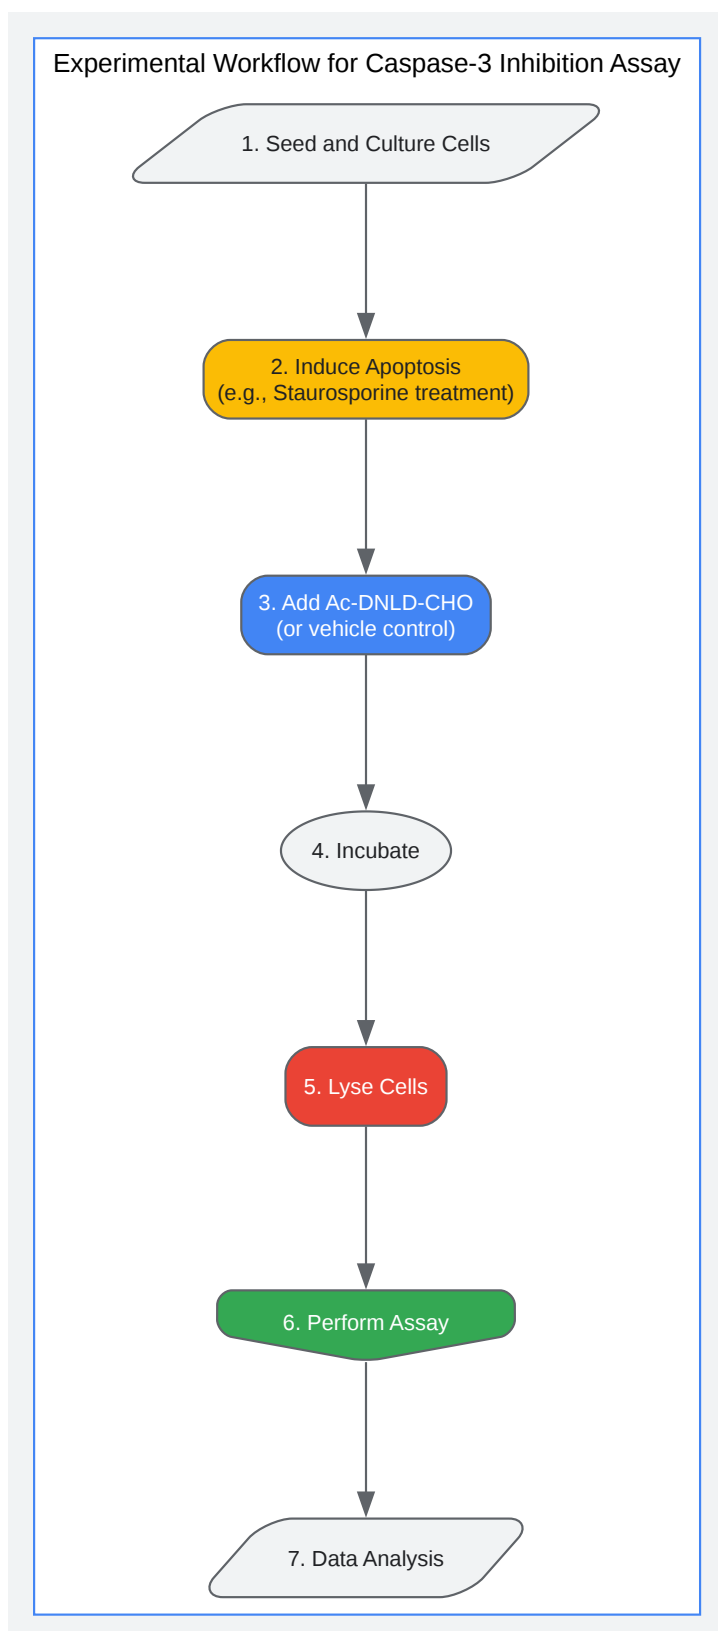 Experimental Workflow for Caspase-3 Inhibition Assay
1. Seed and Culture Cells
2. Induce Apoptosis
(e.g., Staurosporine treatment)
3. Add Ac-DNLD-CHO
(or vehicle control)
4. Incubate
5. Lyse Cells
6. Perform Assay
7. Data Analysis